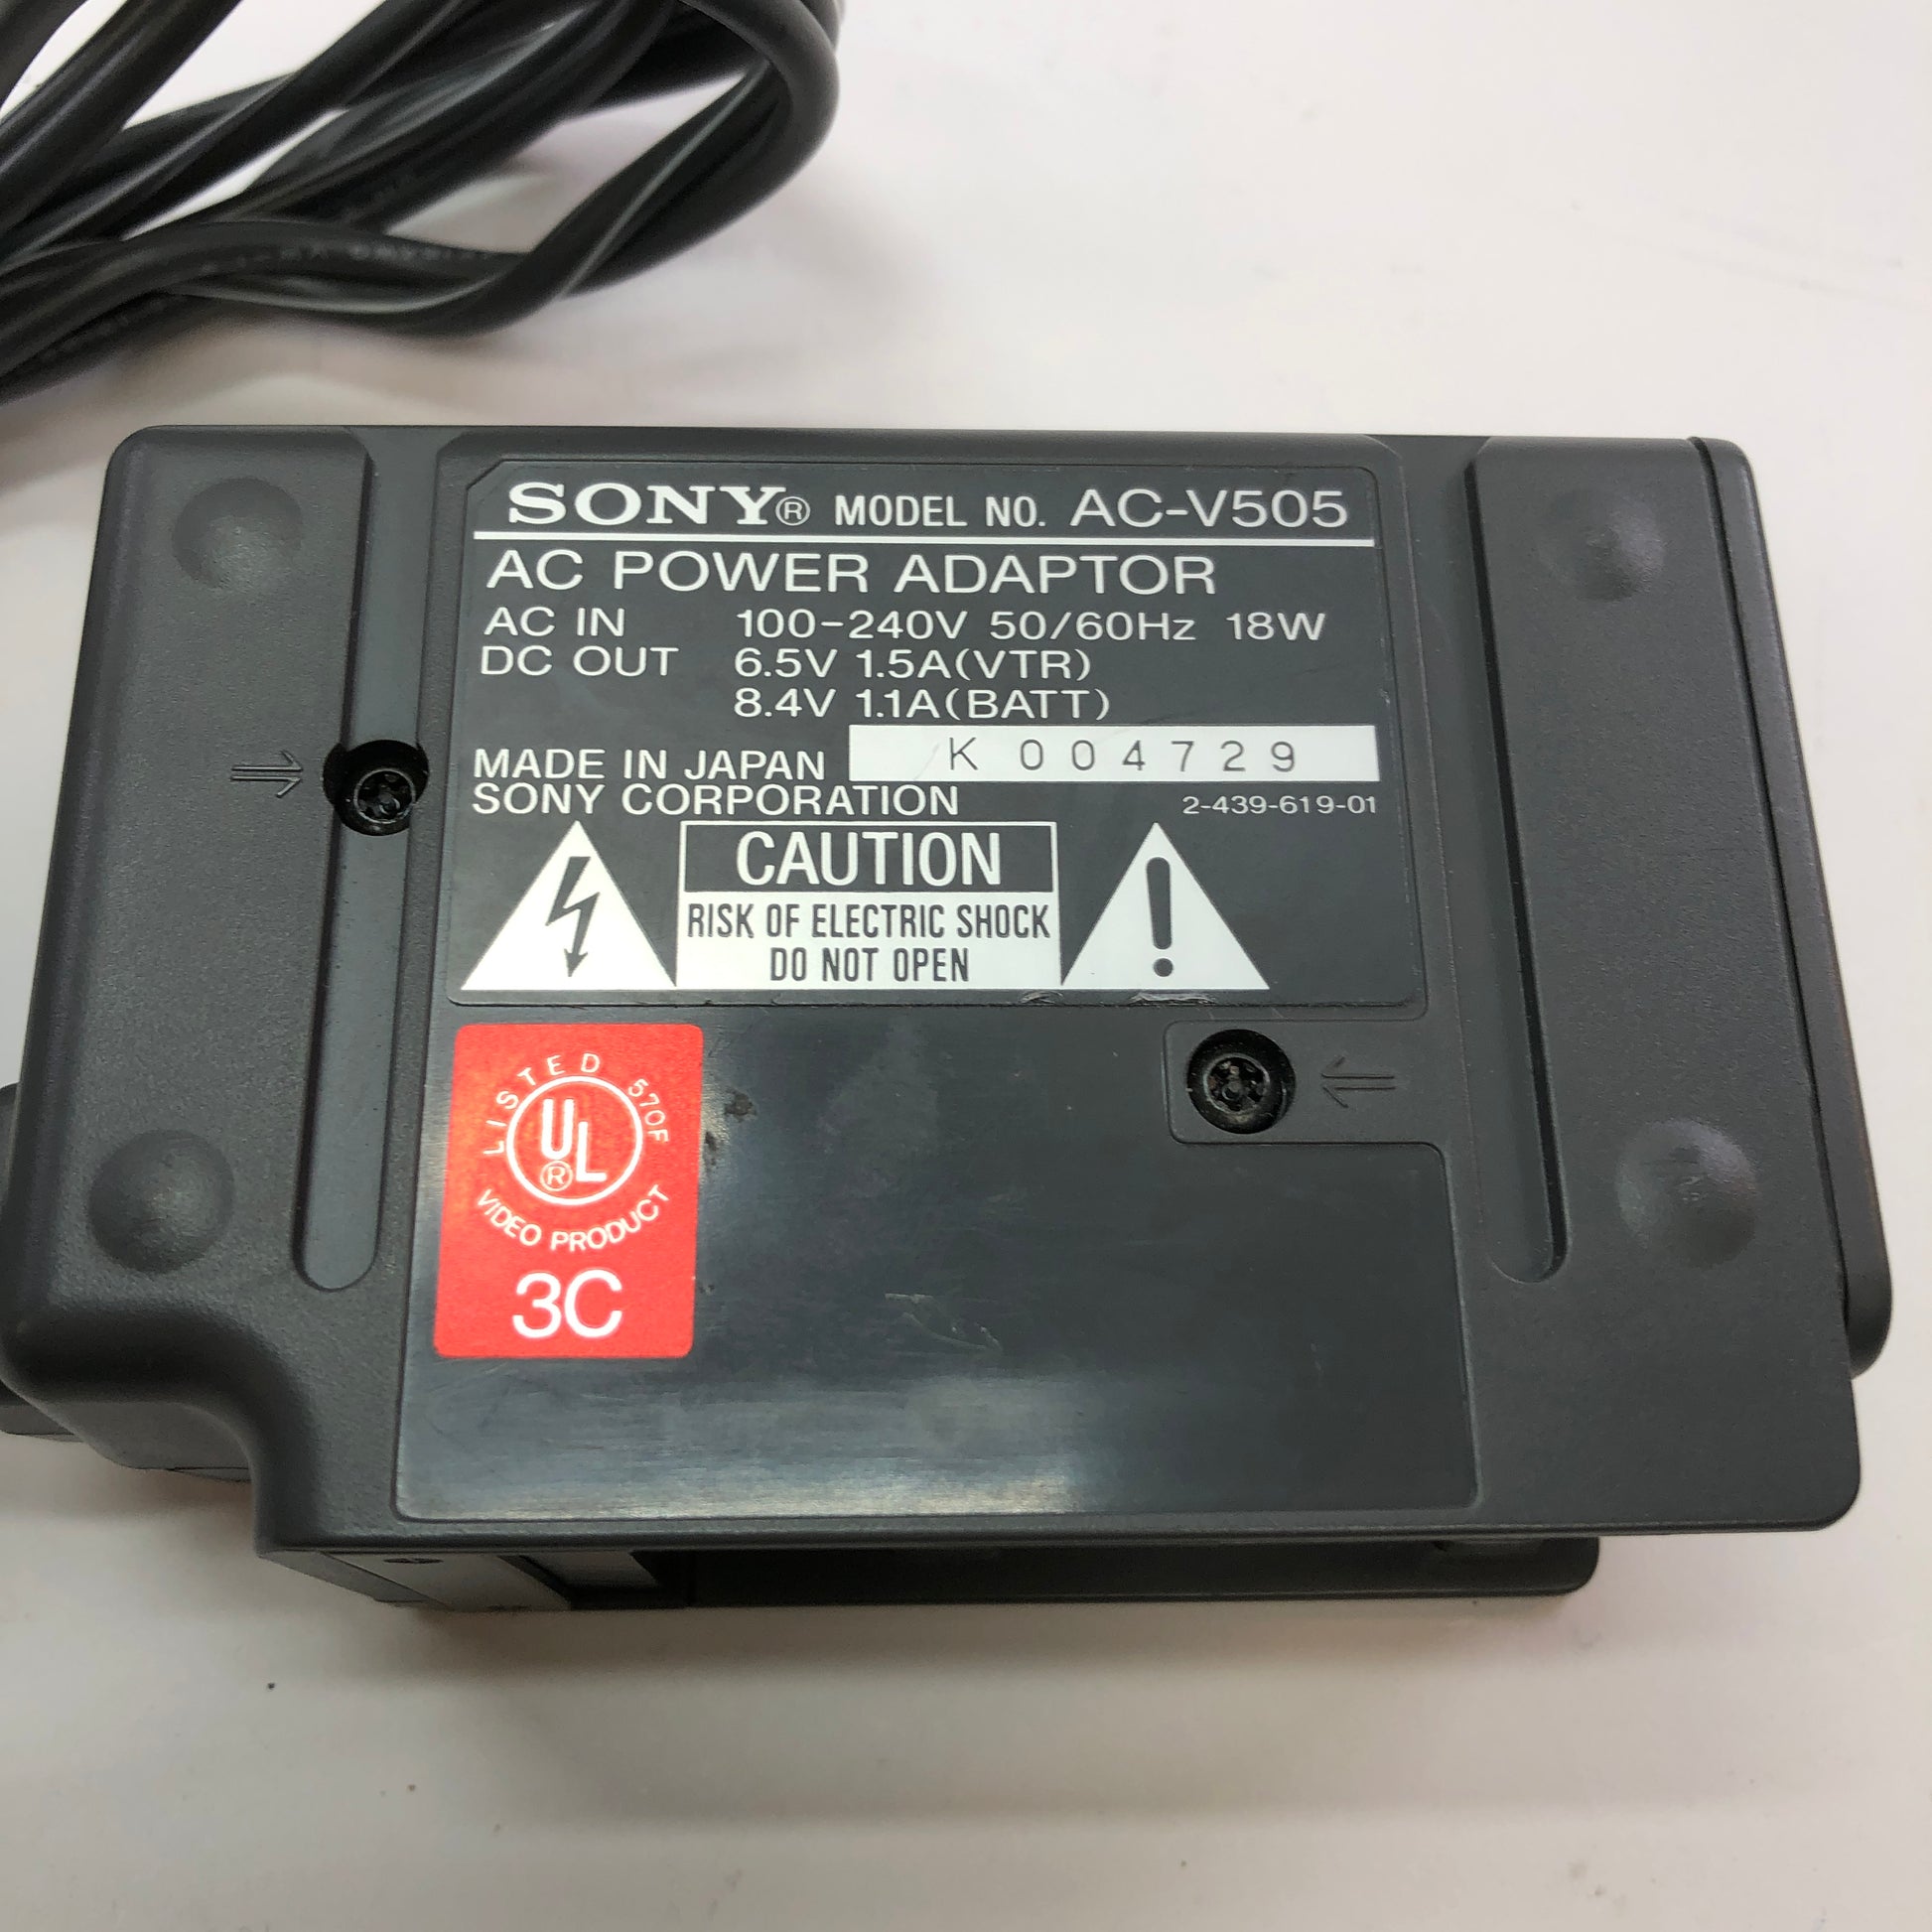 SONY® MODEL NO. AC-V505
AC POWER ADAPTOR
AC IN 100-240V 50/60Hz 18W
DC OUT 6.5V 1.5A(VTR)
8.4V 1.1A(BATT)
MADE IN JAPAN K 004729
SONY CORPORATION 2-439-619-01
CAUTION
RISK OF ELECTRIC SHOCK
DO NOT OPEN
LISTED 570F
UL®
VIDEO PRODUCT
3C